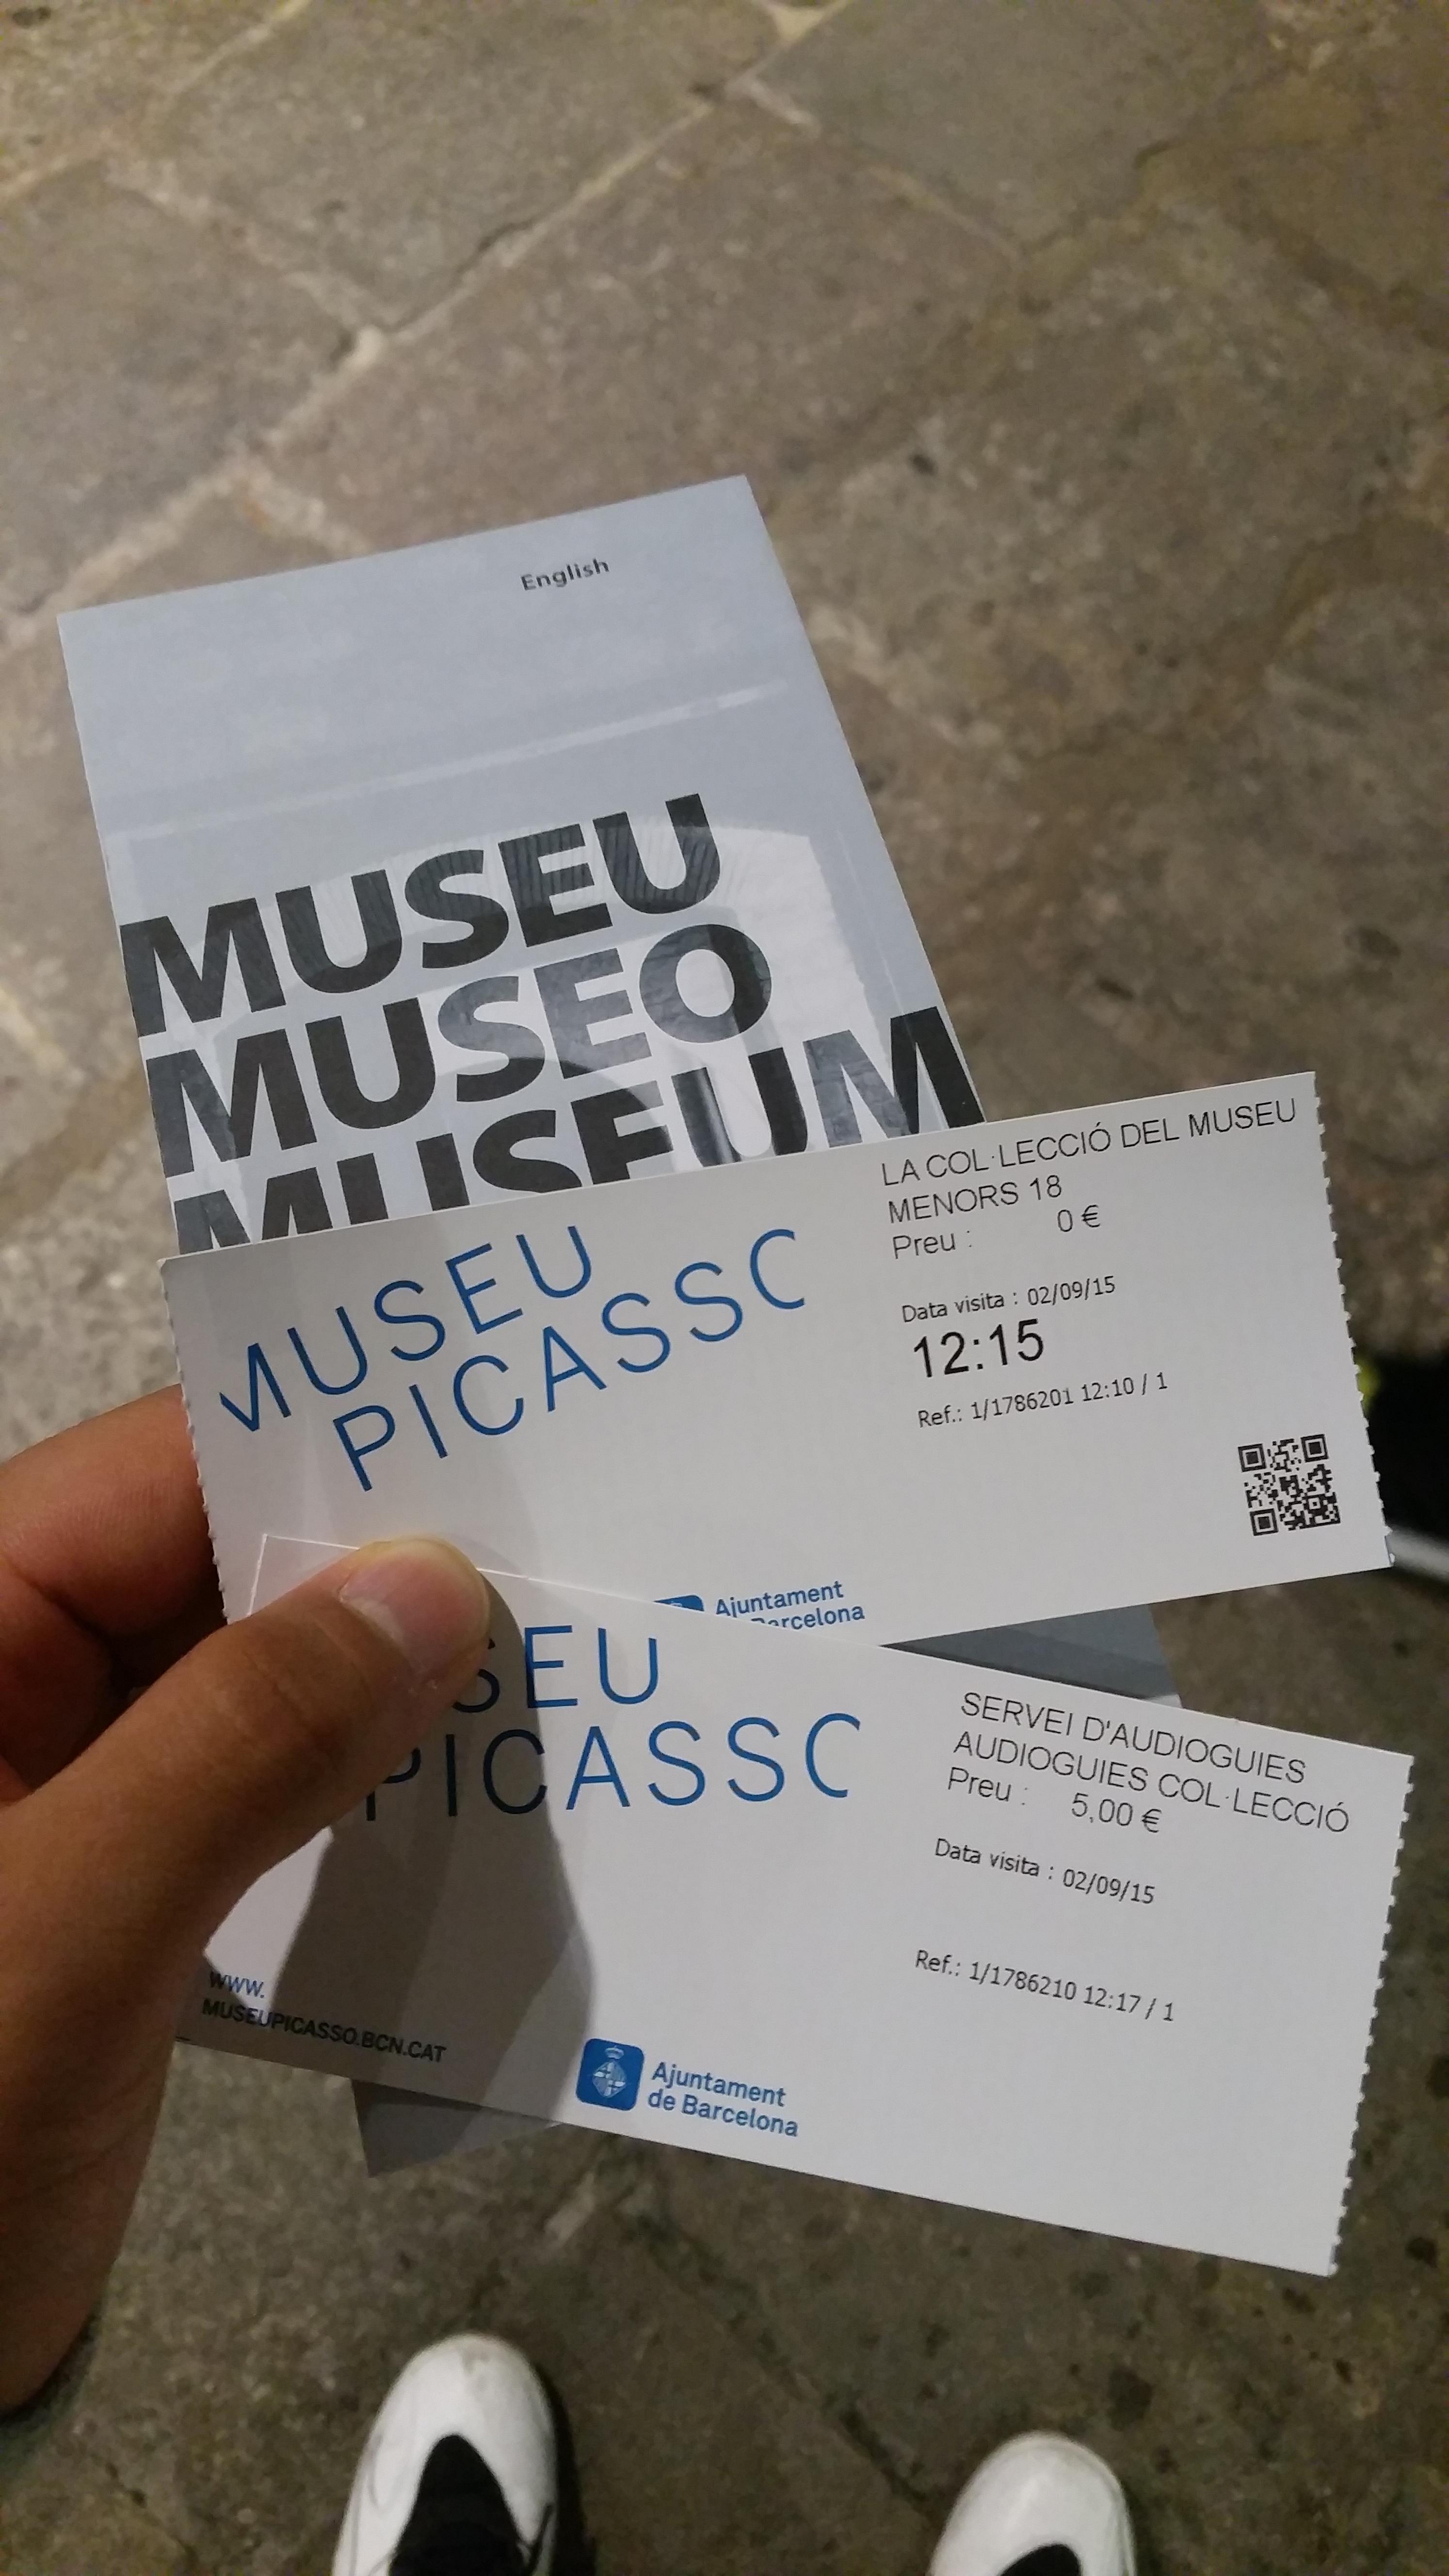 English
MUSEU
MUSEO
MUSEUM
MUSEU
PICASSO
LA COL·LECCIÓ DEL MUSEU
MENORS 18
Preu : 0 €
Data visita : 02/09/15
12:15
Ref.: 1/1786201 12:10 / 1
Ajuntament
Barcelona
SEU
PICASSO
SERVEI D'AUDIOGUIES
AUDIOGUIES COL·LECCIÓ
Preu : 5,00 €
Data visita : 02/09/15
Ref.: 1/1786210 12:17 / 1
www.
MUSEUPICASSO.BCN.CAT
Ajuntament
de Barcelona